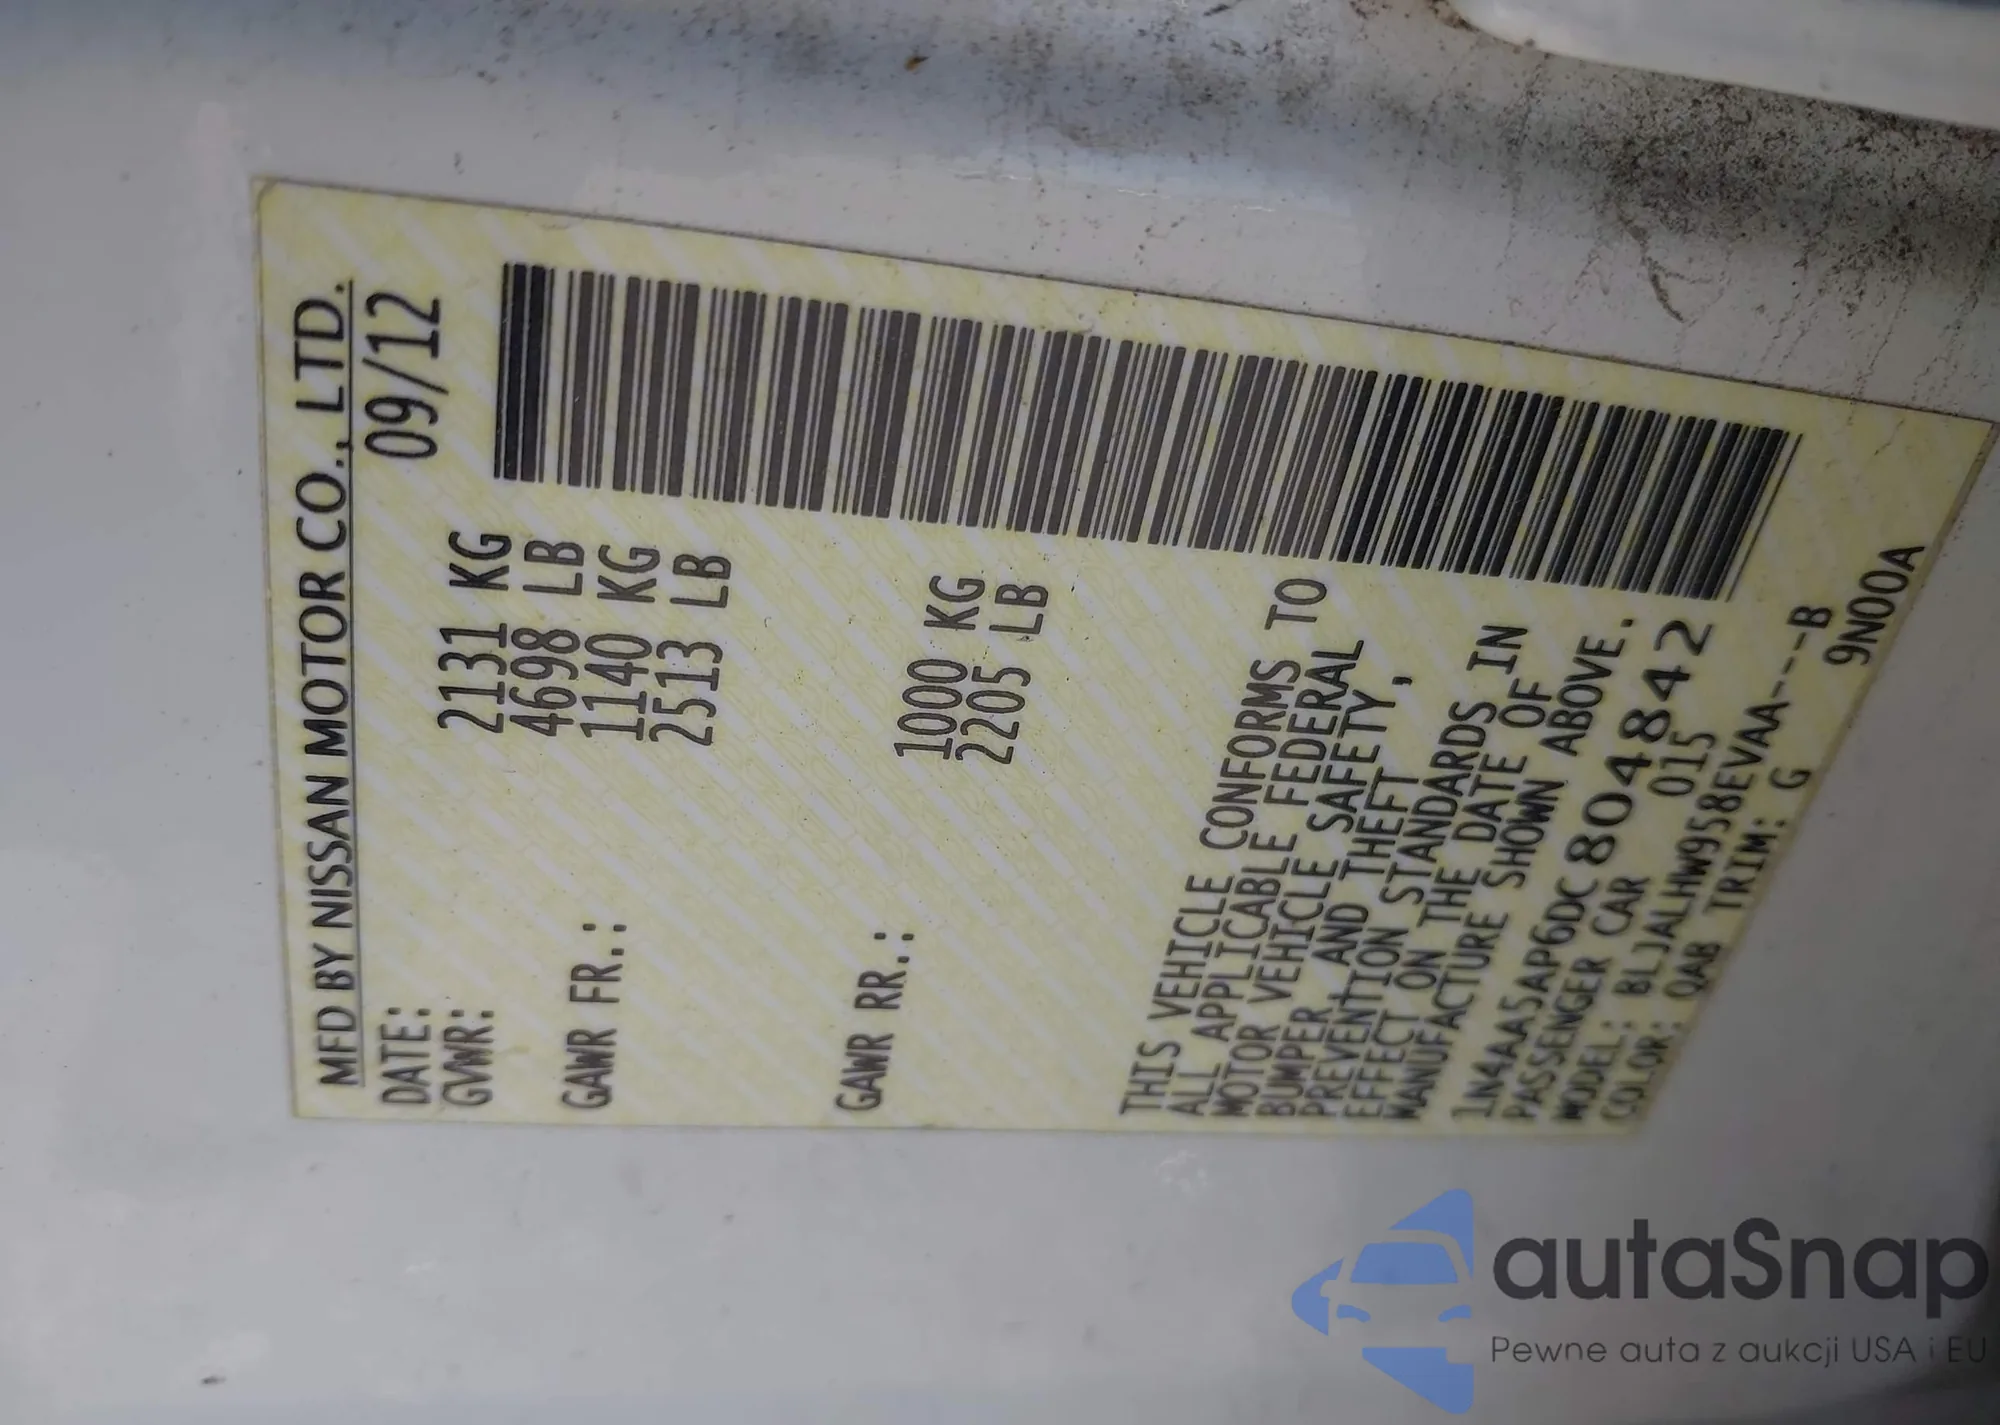 MFD BY NISSAN MOTOR CO., LTD.
DATE: 09/12
GVWR: 2131 KG
4698 LB
GAWR FR.: 1140 KG
2513 LB
GAWR RR.: 1000 KG
2205 LB
THIS VEHICLE CONFORMS TO
ALL APPLICABLE FEDERAL
MOTOR VEHICLE SAFETY,
BUMPER, AND THEFT
PREVENTION STANDARDS IN
EFFECT ON THE DATE OF
MANUFACTURE SHOWN ABOVE.
1N4AA5AP6DC804842
PASSENGER CAR 015
MODEL: BLJALHW958EVAA---B
COLOR: QAB TRIM: G 9N00A
autaSnap
Pewne auta z aukcji USA i EU